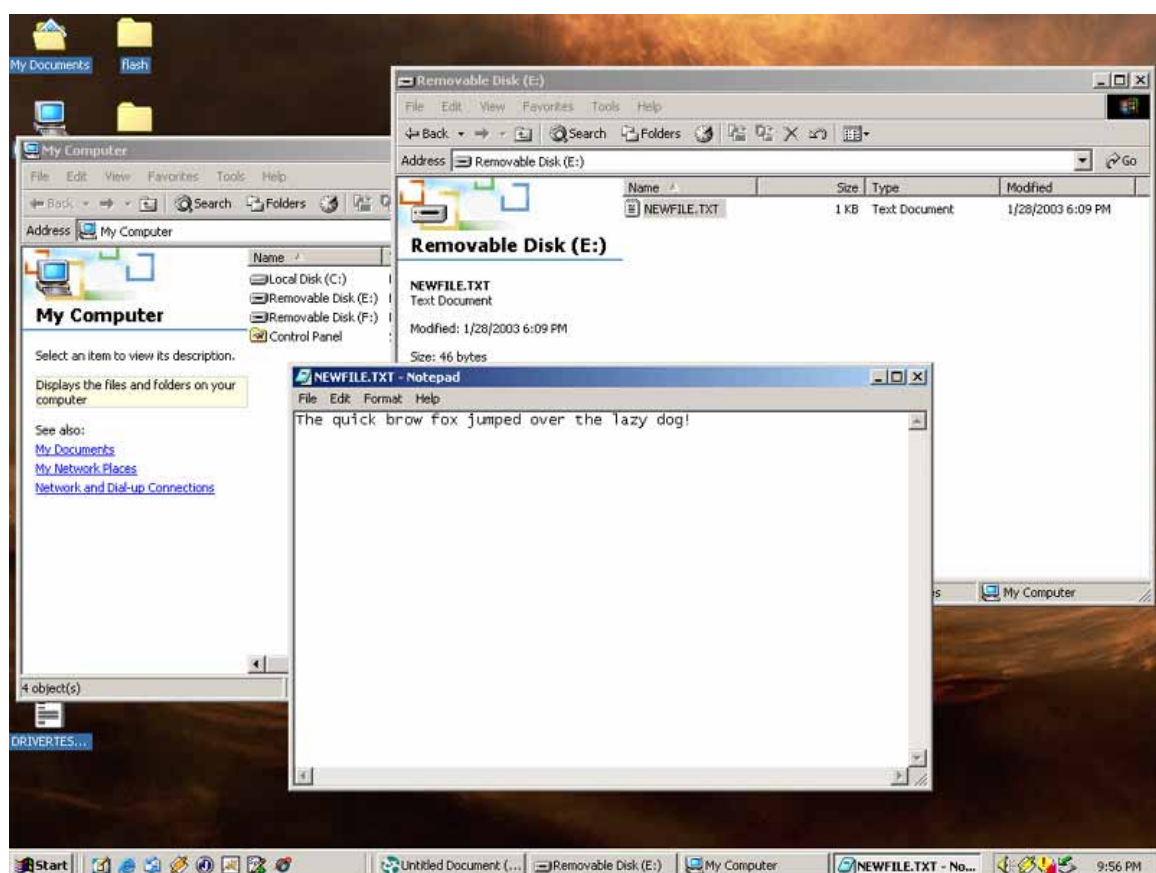 My Documents
flash
Removable Disk (E:)
File Edit View Favorites Tools Help
Back Search Folders
Address Removable Disk (E:) Go
Name Size Type Modified
NEWFILE.TXT 1 KB Text Document 1/28/2003 6:09 PM
Removable Disk (E:)
NEWFILE.TXT
Text Document
Modified: 1/28/2003 6:09 PM
Size: 46 bytes
My Computer
My Computer
File Edit View Favorites Tools Help
Back Search Folders
Address My Computer
Name
Local Disk (C:)
Removable Disk (E:)
Removable Disk (F:)
Control Panel
My Computer
Select an item to view its description.
Displays the files and folders on your
computer
See also:
My Documents
My Network Places
Network and Dial-up Connections
4 object(s)
NEWFILE.TXT - Notepad
File Edit Format Help
The quick brow fox jumped over the lazy dog!
DRIVERTES...
Start Untitled Document (... Removable Disk (E:) My Computer NEWFILE.TXT - No... 9:56 PM